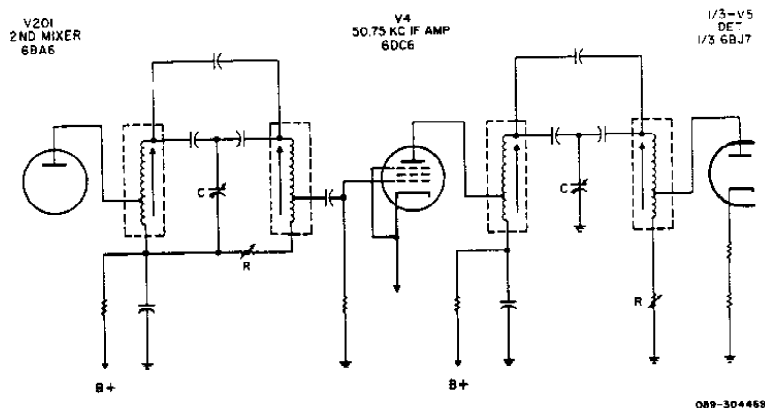 V201
2ND MIXER
6BA6
V4
50.75 KC IF AMP
6DC6
1/3-V5
DET
1/3 6BJ7
C
R
B+
C
R
B+
089-304469